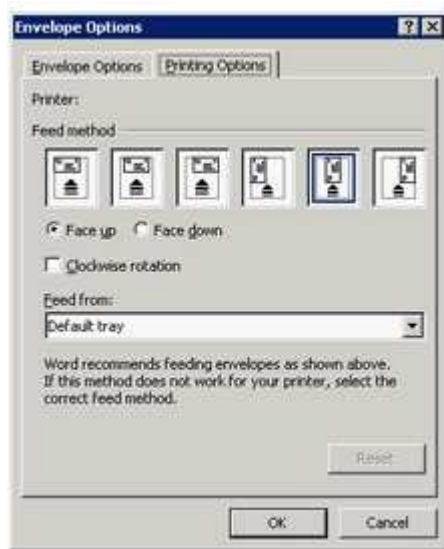 Envelope Options
Envelope Options Printing Options
Printer:
Feed method
Face up Face down
Clockwise rotation
Feed from:
Default tray
Word recommends feeding envelopes as shown above.
If this method does not work for your printer, select the
correct feed method.
Reset
OK Cancel